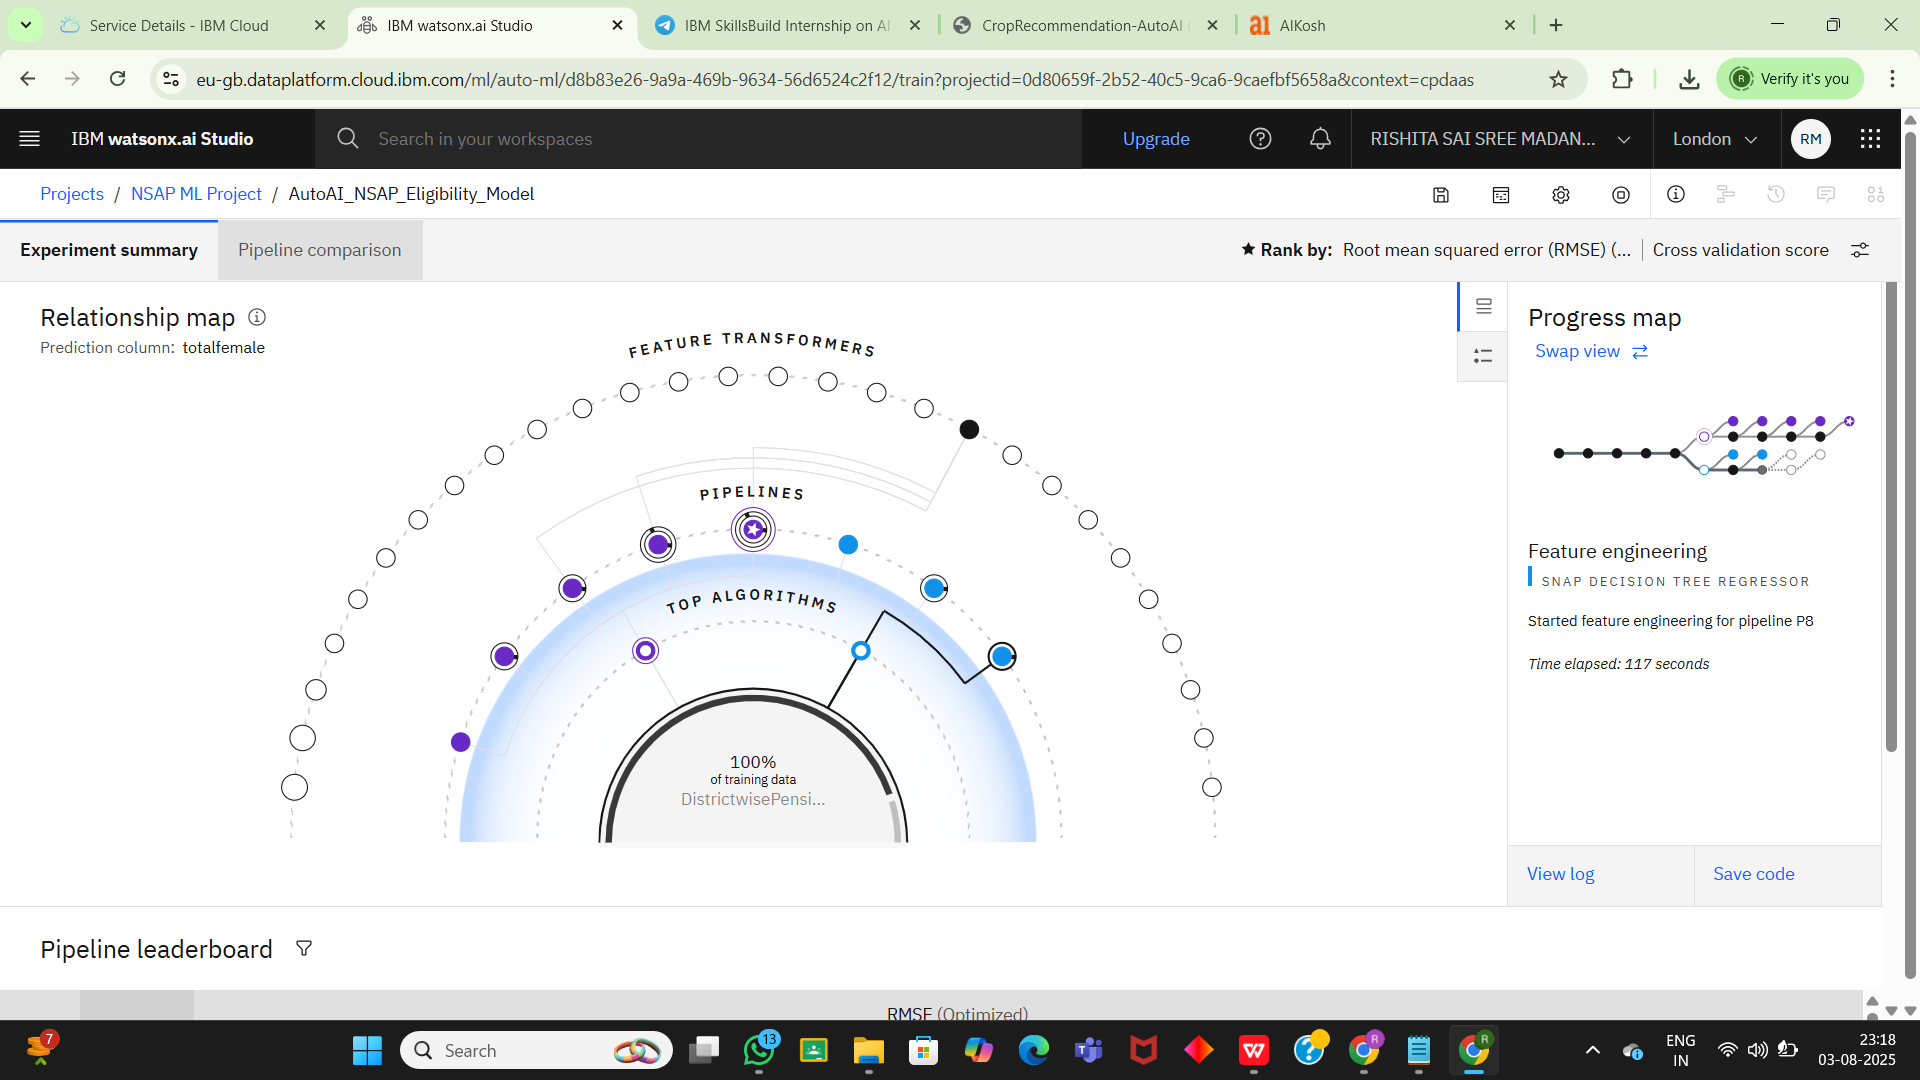 Service Details - IBM Cloud
IBM watsonx.ai Studio
IBM SkillsBuild Internship on AI
CropRecommendation-AutoAI
AIKosh
eu-gb.dataplatform.cloud.ibm.com/ml/auto-ml/d8b83e26-9a9a-469b-9634-56d6524c2f12/train?projectid=0d80659f-2b52-40c5-9ca6-9caefbf5658a&context=cpdaas
R
Verify it's you
IBM watsonx.ai Studio
Search in your workspaces
Upgrade
RISHITA SAI SREE MADAN...
London
RM
Projects / NSAP ML Project / AutoAI_NSAP_Eligibility_Model
Experiment summary
Pipeline comparison
Rank by: Root mean squared error (RMSE) (... | Cross validation score
Relationship map
Prediction column: totalfemale
FEATURE TRANSFORMERS
PIPELINES
TOP ALGORITHMS
100%
of training data
DistrictwisePensi...
Progress map
Swap view
Feature engineering
SNAP DECISION TREE REGRESSOR
Started feature engineering for pipeline P8
Time elapsed: 117 seconds
View log
Save code
Pipeline leaderboard
RMSE (Optimized)
7
Search
13
R
R
ENG
IN
23:18
03-08-2025